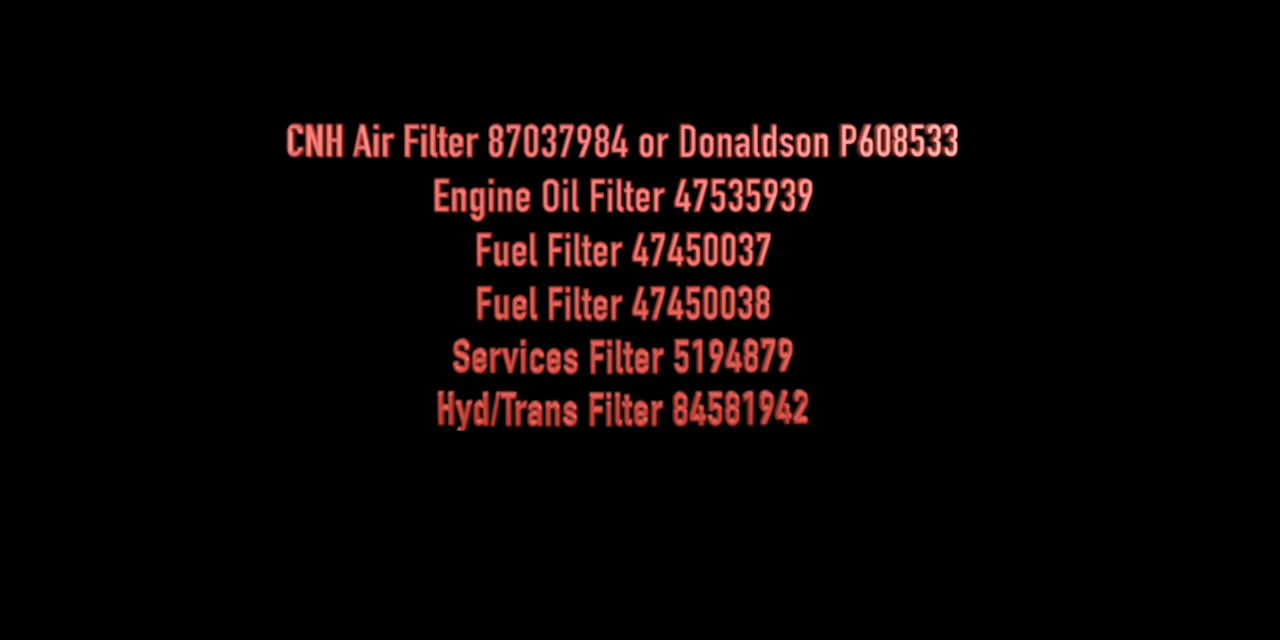 CNH Air Filter 87037984 or Donaldson P608533
Engine Oil Filter 47535939
Fuel Filter 47450037
Fuel Filter 47450038
Services Filter 5194879
Hyd/Trans Filter 84581942